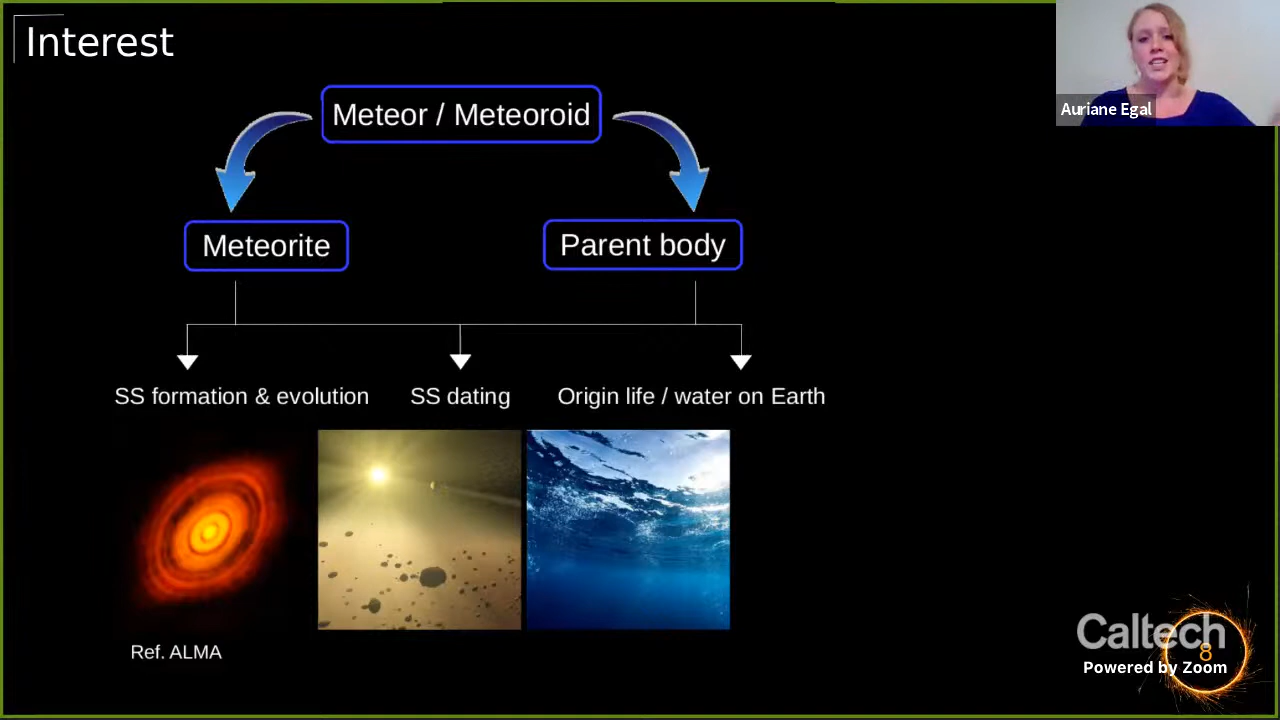 Interest
Auriane Egal
Meteor / Meteoroid
Meteorite
Parent body
SS formation & evolution
SS dating
Origin life / water on Earth
Ref. ALMA
Caltech
8
Powered by Zoom